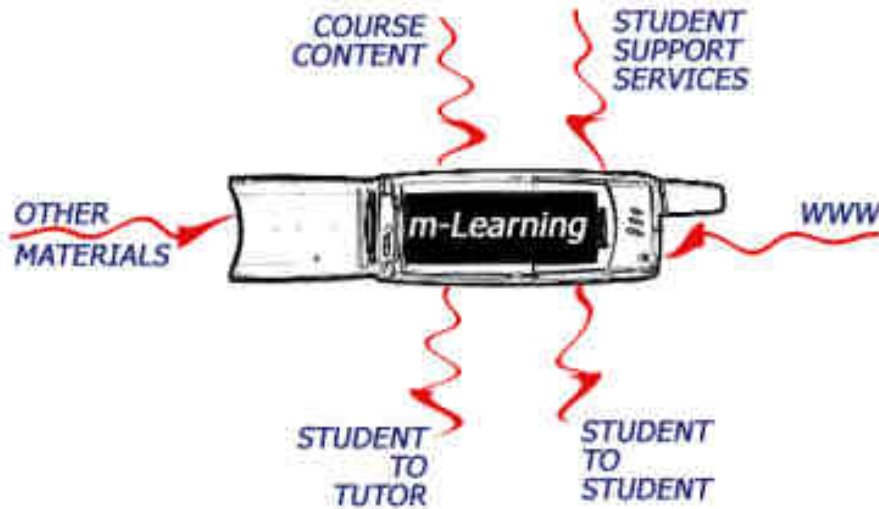 COURSE
CONTENT
STUDENT
SUPPORT
SERVICES
OTHER
MATERIALS
m-Learning
WWW
STUDENT
TO
TUTOR
STUDENT
TO
STUDENT